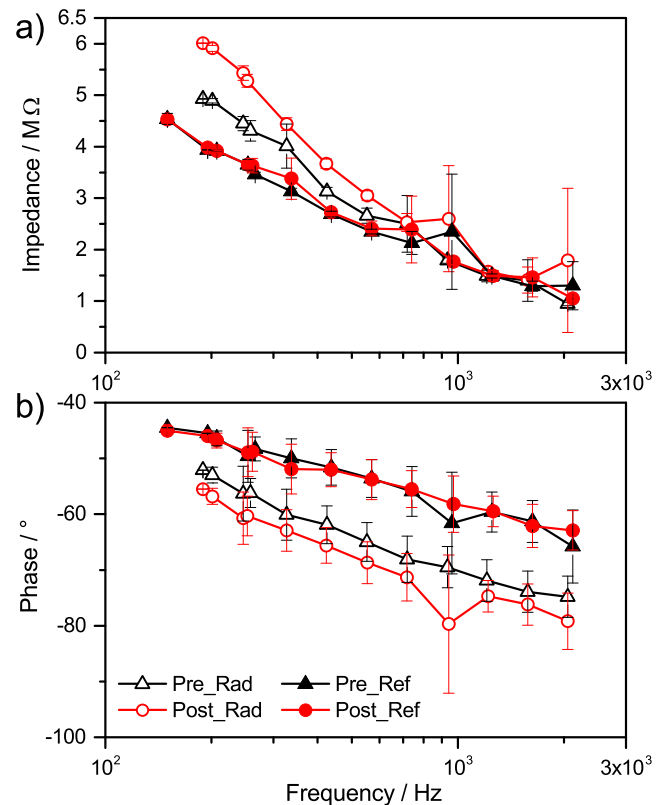 a)
6.5
6
5
4
3
2
1
0
Impedance / MΩ
10² 10³ 3x10³
b)
-40
-60
-80
-100
Phase / °
Pre_Rad Pre_Ref
Post_Rad Post_Ref
10² 10³ 3x10³
Frequency / Hz